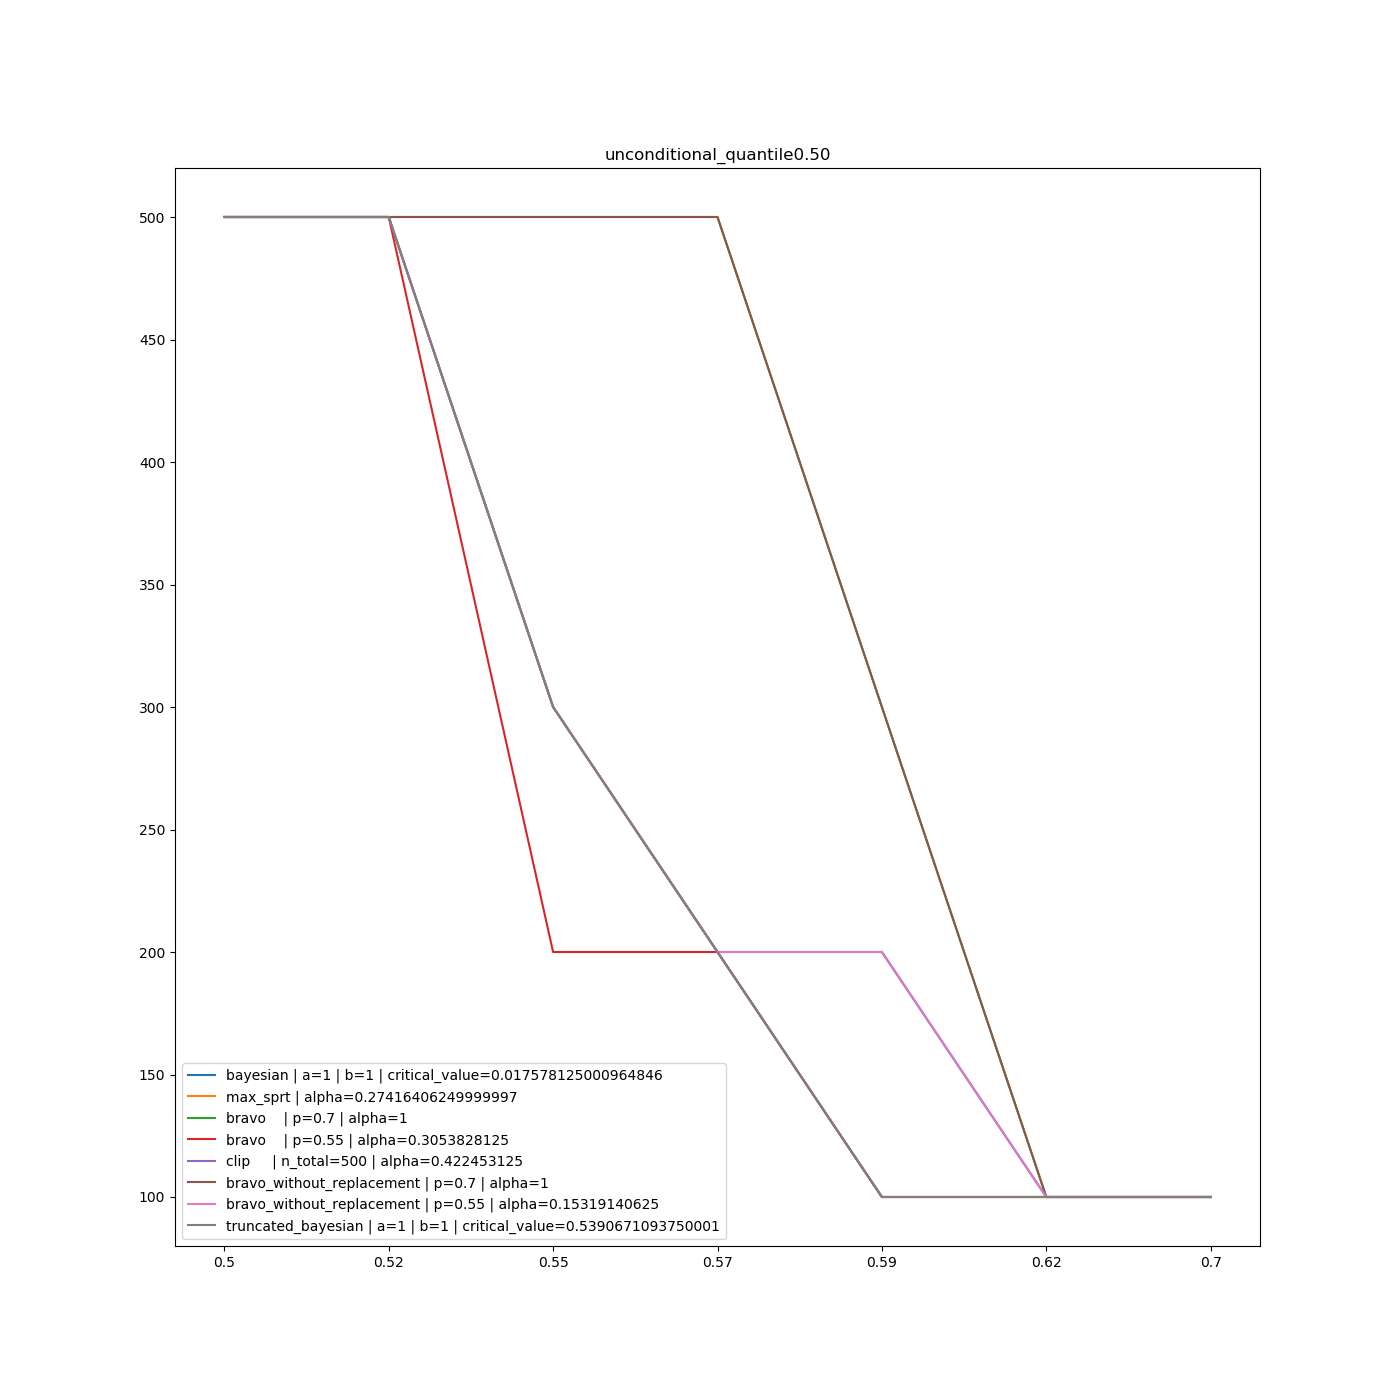 unconditional_quantile0.50
500
450
400
350
300
250
200
150
100
bayesian | a=1 | b=1 | critical_value=0.017578125000964846
max_sprt | alpha=0.27416406249999997
bravo    | p=0.7 | alpha=1
bravo    | p=0.55 | alpha=0.3053828125
clip     | n_total=500 | alpha=0.422453125
bravo_without_replacement | p=0.7 | alpha=1
bravo_without_replacement | p=0.55 | alpha=0.15319140625
truncated_bayesian | a=1 | b=1 | critical_value=0.5390671093750001
0.5 0.52 0.55 0.57 0.59 0.62 0.7